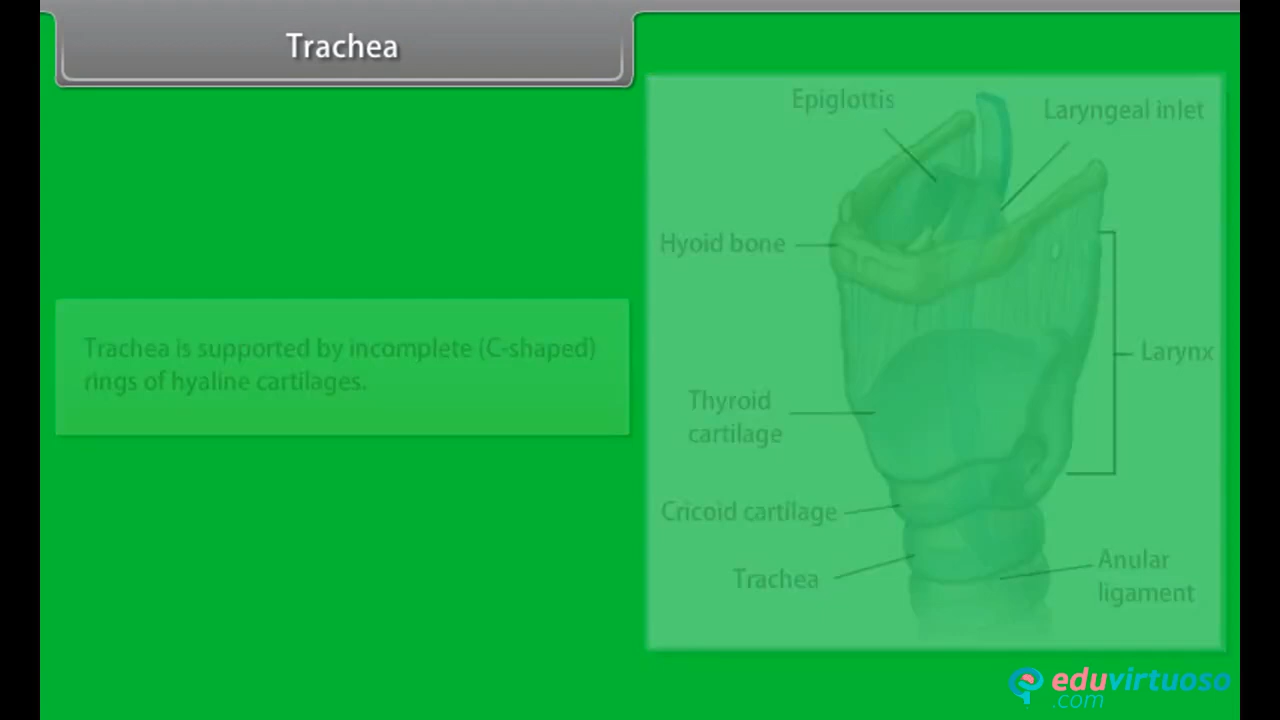 Trachea
Trachea is supported by incomplete (C-shaped)
rings of hyaline cartilages.
Epiglottis
Laryngeal inlet
Hyoid bone
Larynx
Thyroid
cartilage
Cricoid cartilage
Trachea
Anular
ligament
eduvirtuoso
.com